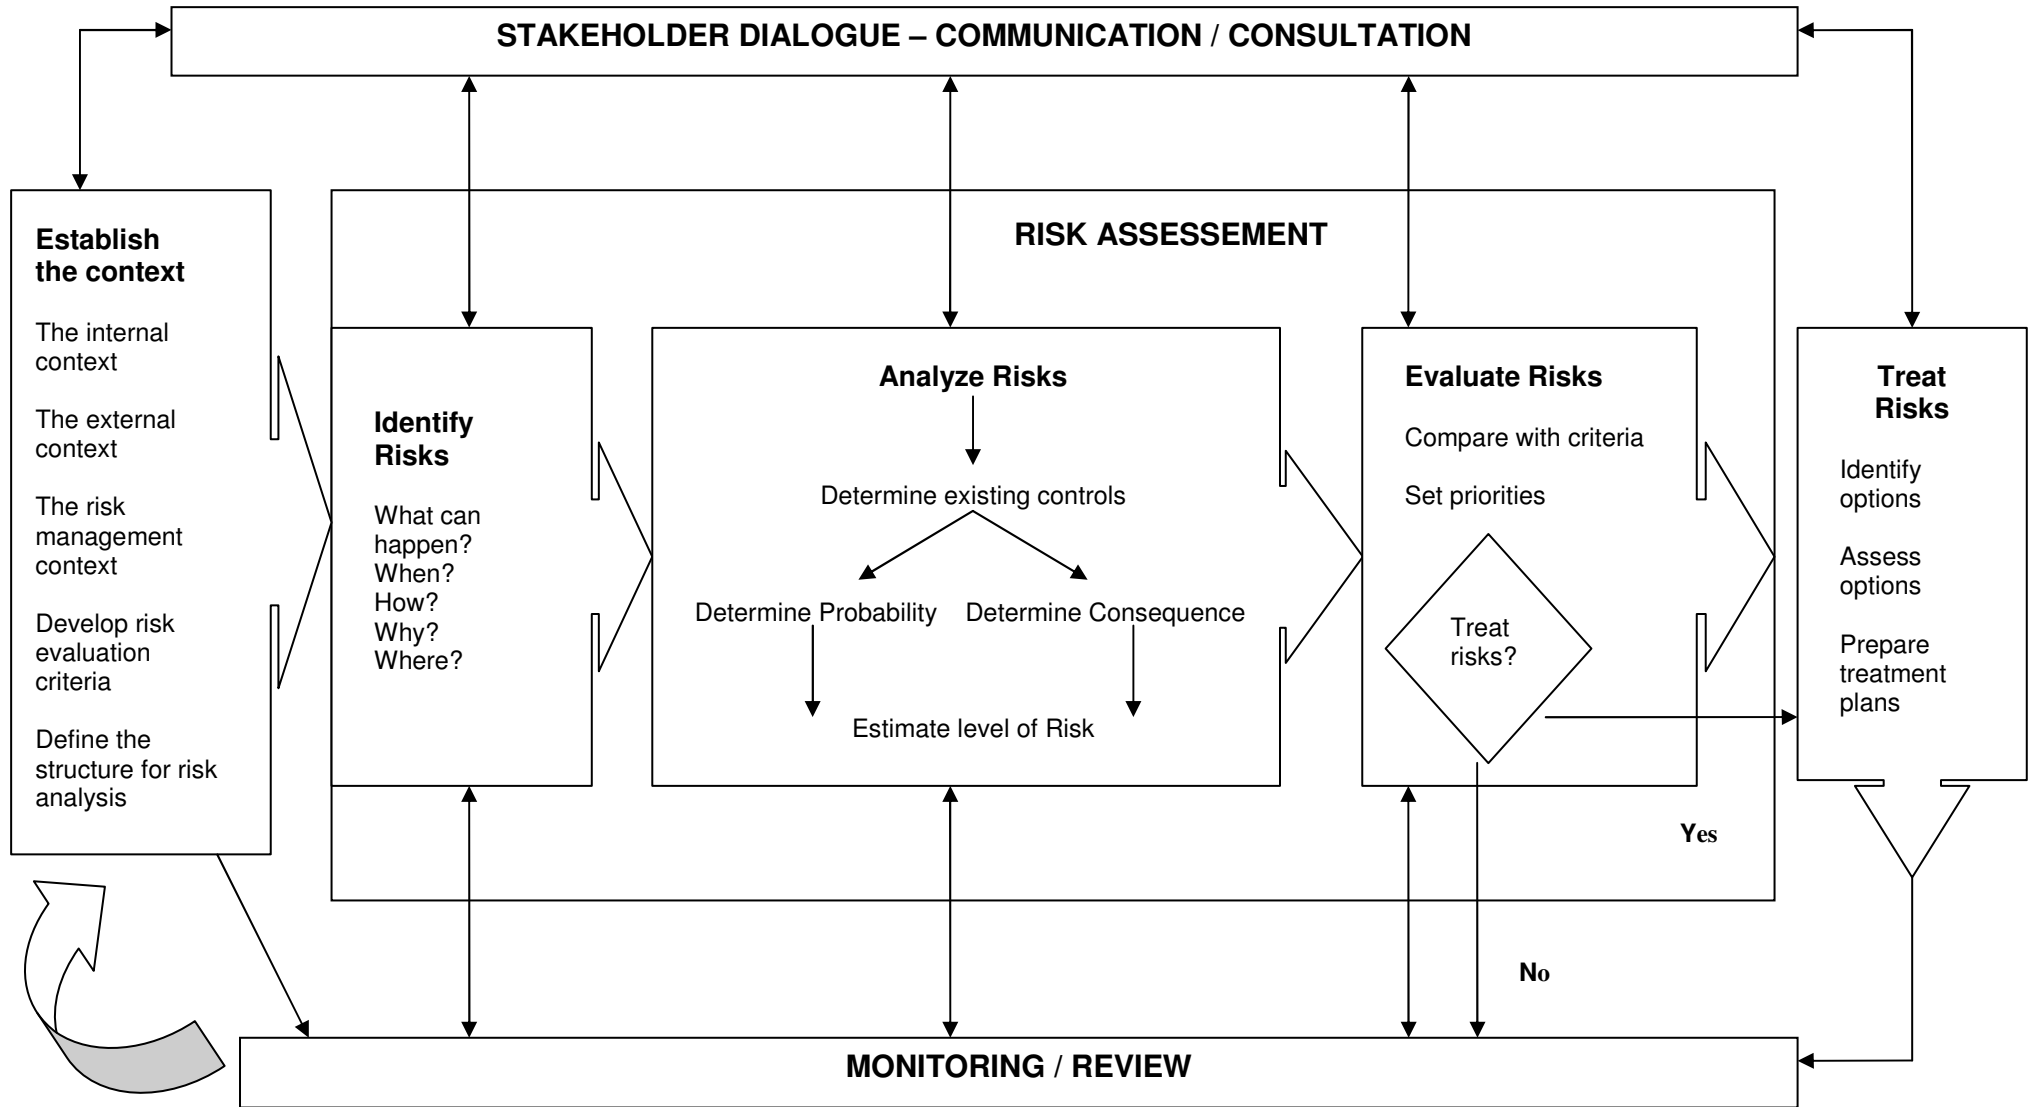 STAKEHOLDER DIALOGUE – COMMUNICATION / CONSULTATION
Establish
the context
The internal
context
The external
context
The risk
management
context
Develop risk
evaluation
criteria
Define the
structure for risk
analysis
RISK ASSESSEMENT
Identify
Risks
What can
happen?
When?
How?
Why?
Where?
Analyze Risks
Determine existing controls
Determine Probability
Determine Consequence
Estimate level of Risk
Evaluate Risks
Compare with criteria
Set priorities
Treat
risks?
Treat
Risks
Identify
options
Assess
options
Prepare
treatment
plans
Yes
No
MONITORING / REVIEW